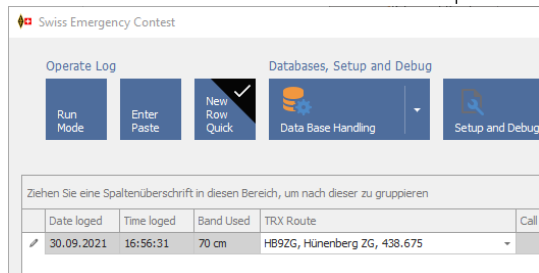 Swiss Emergency Contest
Operate Log
Databases, Setup and Debug
Run
Mode
Enter
Paste
New
Row
Quick
Data Base Handling
Setup and Debug
Ziehen Sie eine Spaltenüberschrift in diesen Bereich, um nach dieser zu gruppieren
Date loged Time loged Band Used TRX Route Call
30.09.2021 16:56:31 70 cm HB9ZG, Hünenberg ZG, 438.675